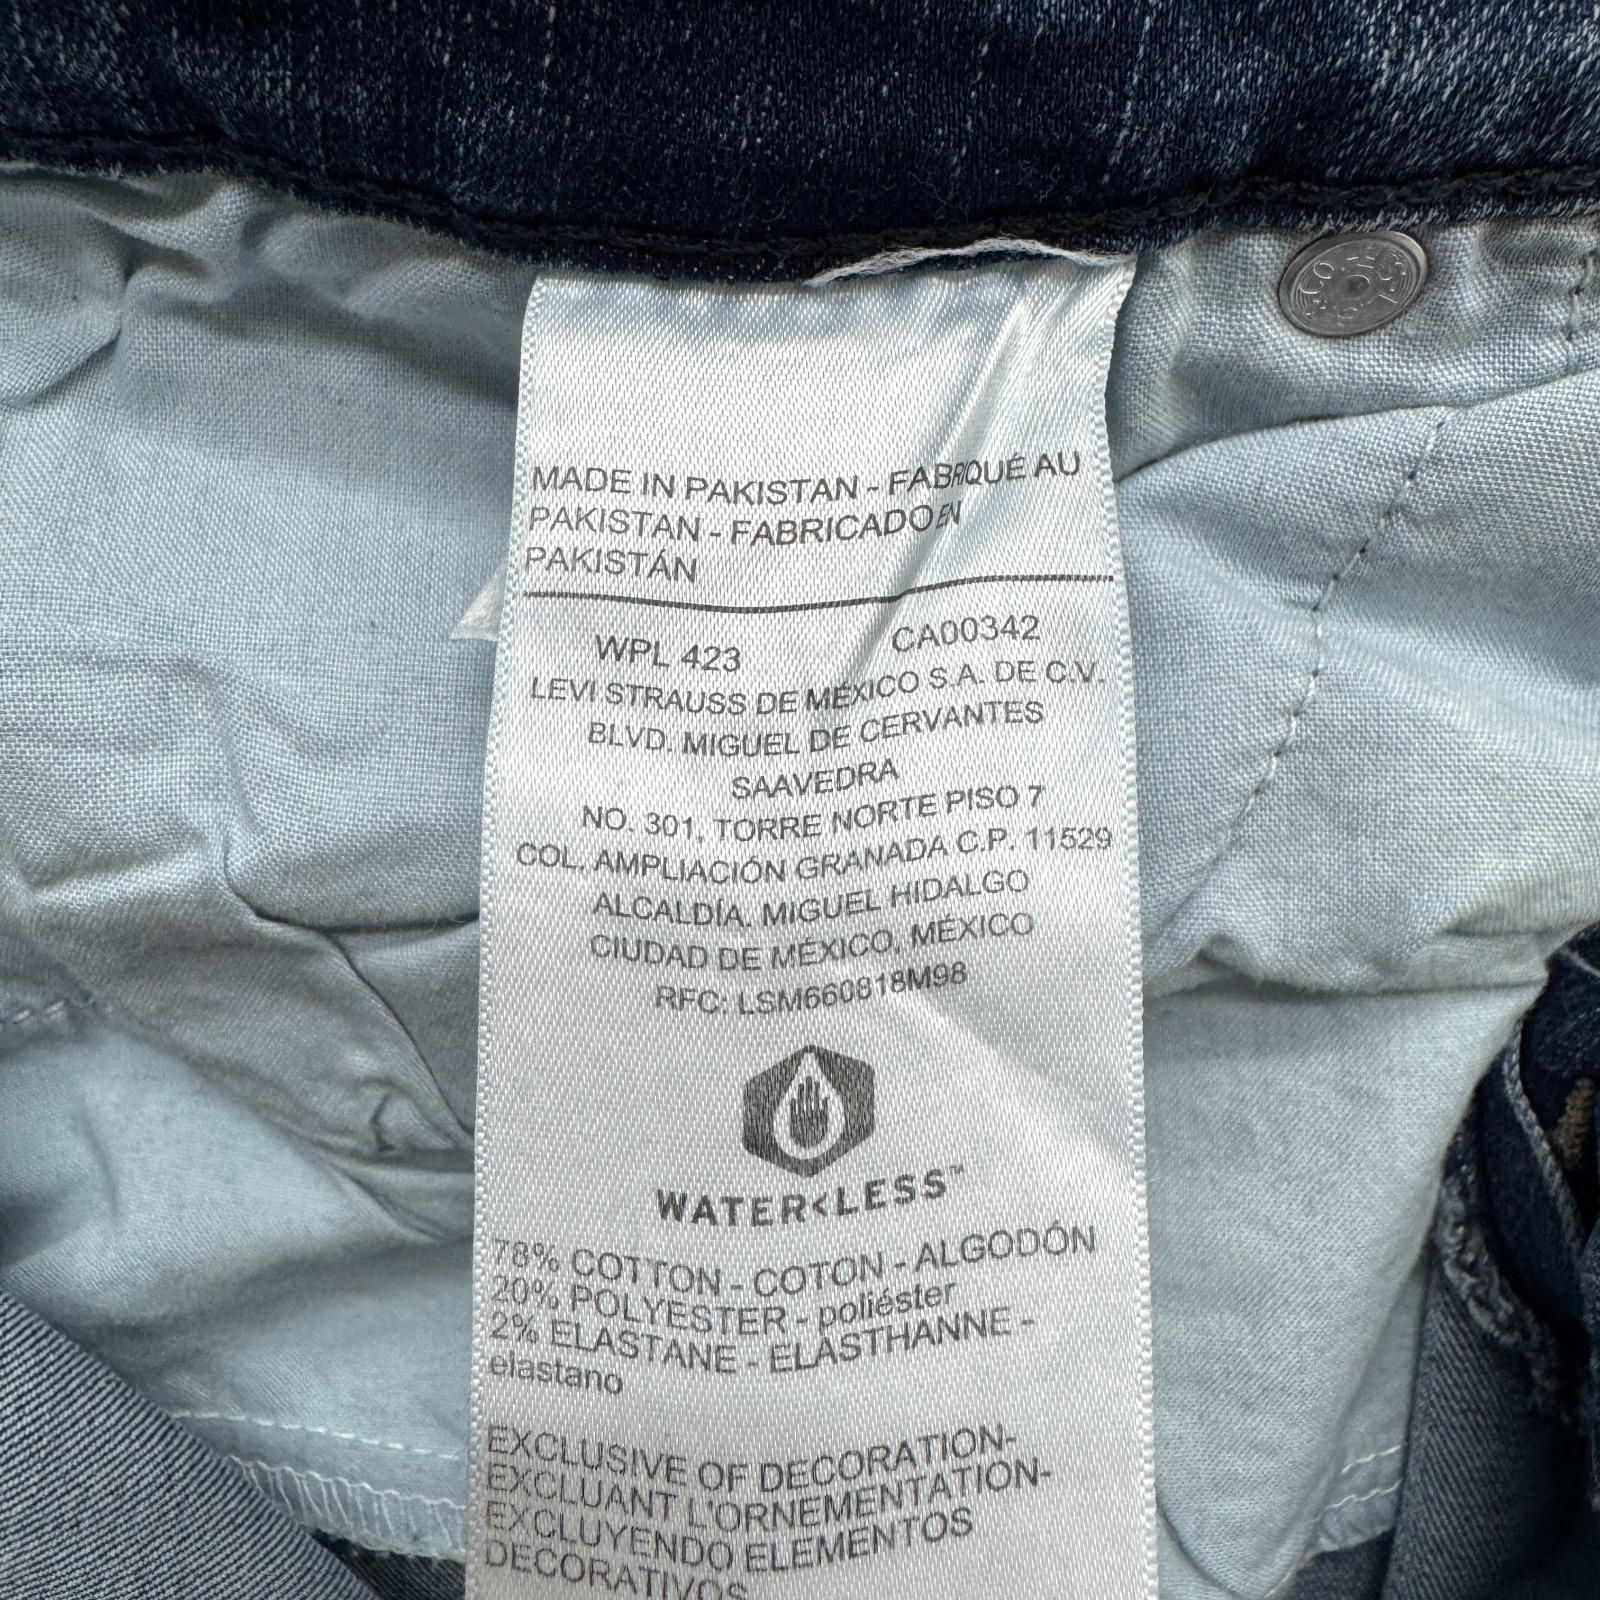 MADE IN PAKISTAN - FABRIQUÉ AU
PAKISTAN - FABRICADO EN
PAKISTÁN
WPL 423 CA00342
LEVI STRAUSS DE MÉXICO S.A. DE C.V.
BLVD. MIGUEL DE CERVANTES
SAAVEDRA
NO. 301, TORRE NORTE PISO 7
COL. AMPLIACIÓN GRANADA C.P. 11529
ALCALDÍA. MIGUEL HIDALGO
CIUDAD DE MÉXICO, MÉXICO
RFC: LSM660818M98
WATER<LESS™
78% COTTON - COTON - ALGODÓN
20% POLYESTER - poliéster
2% ELASTANE - ÉLASTHANNE -
elastano
EXCLUSIVE OF DECORATION-
EXCLUANT L'ORNEMENTATION-
EXCLUYENDO ELEMENTOS
DECORATIVOS